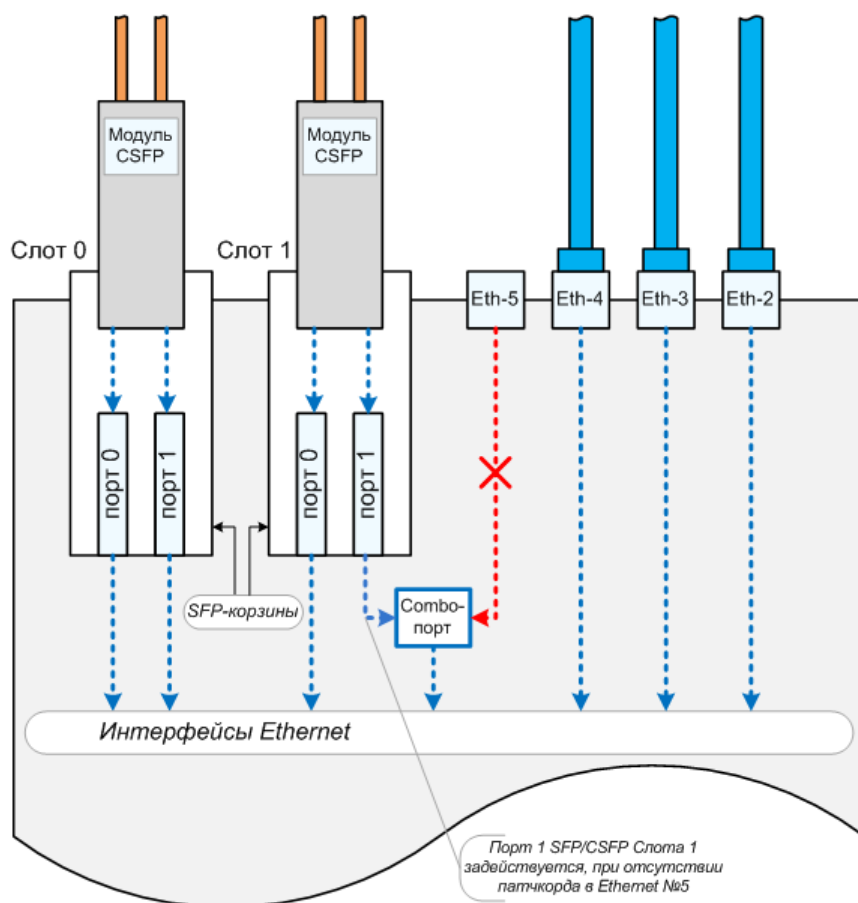 Модуль
CSFP
Модуль
CSFP
Слот 0
Слот 1
Eth-5
Eth-4
Eth-3
Eth-2
порт 0
порт 1
порт 0
порт 1
SFP-корзины
Combo-
порт
Интерфейсы Ethernet
Порт 1 SFP/CSFP Слота 1
задействуется, при отсутствии
патчкорда в Ethernet №5